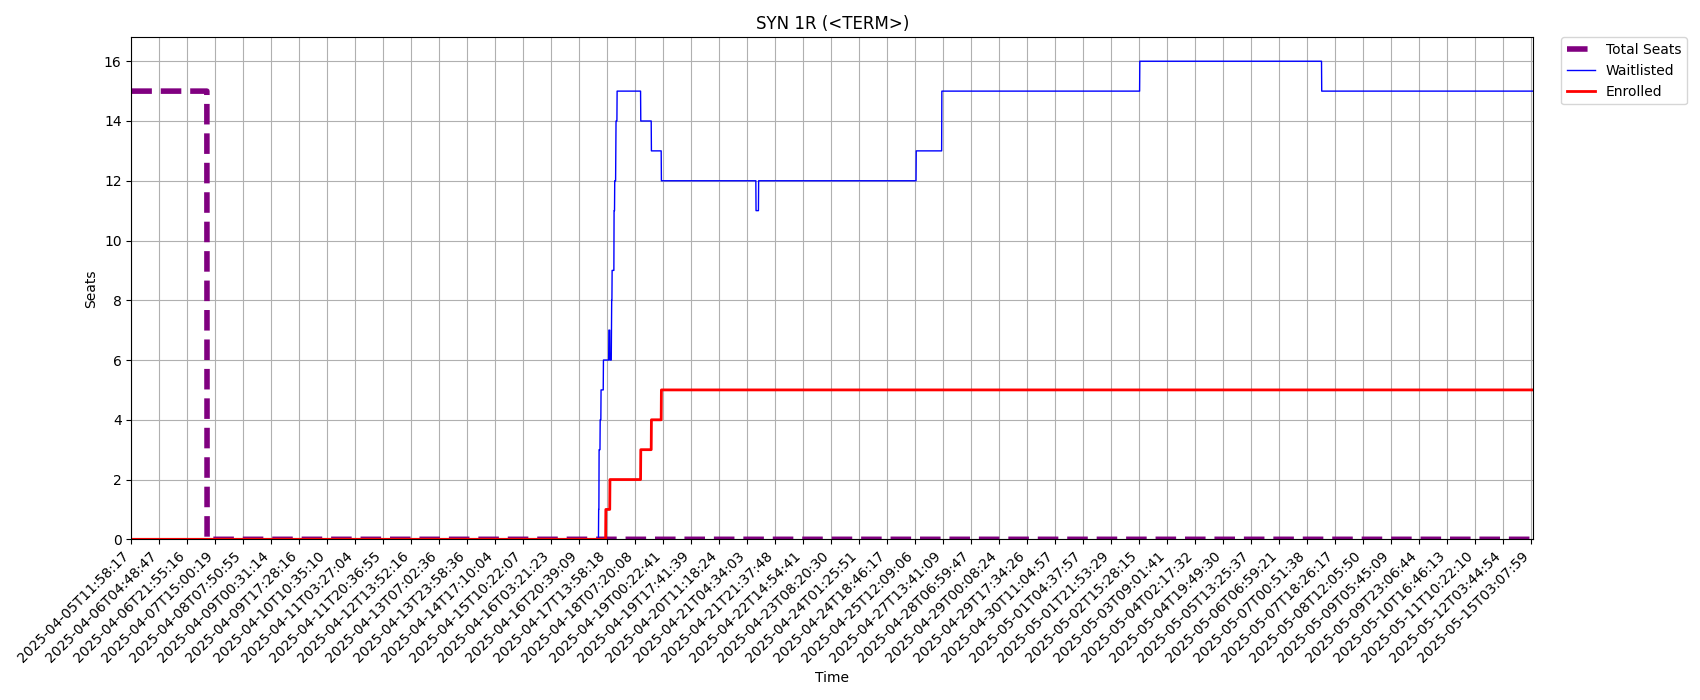 SYN 1R (<TERM>)
Total Seats
Waitlisted
Enrolled
Seats
16
14
12
10
8
6
4
2
0
2025-04-05T11:58:17
2025-04-06T04:48:47
2025-04-06T21:55:16
2025-04-07T15:00:19
2025-04-08T07:50:55
2025-04-09T00:31:14
2025-04-09T17:28:16
2025-04-10T10:35:10
2025-04-11T03:27:04
2025-04-11T20:36:55
2025-04-12T13:52:16
2025-04-13T07:02:36
2025-04-13T23:58:36
2025-04-14T17:10:04
2025-04-15T10:22:07
2025-04-16T03:21:23
2025-04-16T20:39:09
2025-04-17T13:58:18
2025-04-18T07:20:08
2025-04-19T00:22:41
2025-04-19T17:41:39
2025-04-20T11:18:24
2025-04-21T04:34:03
2025-04-21T21:37:48
2025-04-22T14:54:41
2025-04-23T08:20:30
2025-04-24T01:25:51
2025-04-24T18:46:17
2025-04-25T12:09:06
2025-04-27T13:41:09
2025-04-28T06:59:47
2025-04-29T00:08:24
2025-04-29T17:34:26
2025-04-30T11:04:57
2025-05-01T04:37:57
2025-05-01T21:53:29
2025-05-02T15:28:15
2025-05-03T09:01:41
2025-05-04T02:17:32
2025-05-04T19:49:30
2025-05-05T13:25:37
2025-05-06T06:59:21
2025-05-07T00:51:38
2025-05-07T18:26:17
2025-05-08T12:05:50
2025-05-09T05:45:09
2025-05-09T23:06:44
2025-05-10T16:46:13
2025-05-11T10:22:10
2025-05-12T03:44:54
2025-05-15T03:07:59
Time